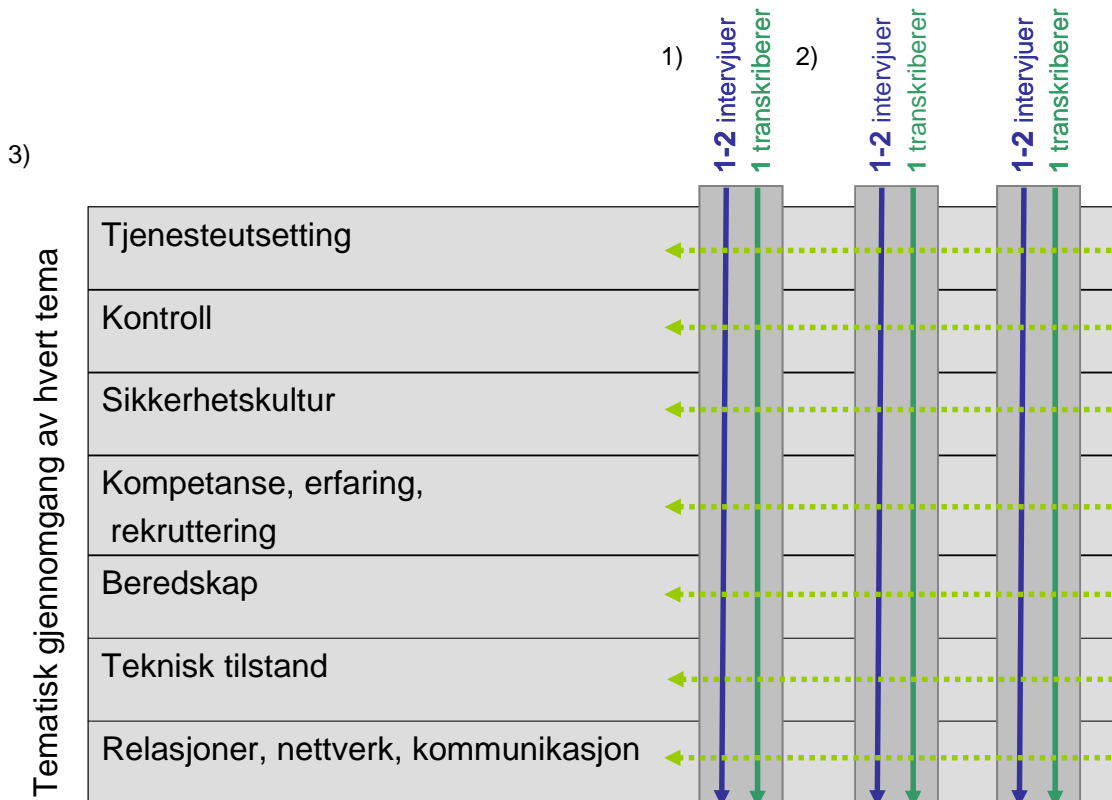 1)
1-2 intervjuer
1 transkriberer
2)
1-2 intervjuer
1 transkriberer
1-2 intervjuer
1 transkriberer
3)
Tematisk gjennomgang av hvert tema
Tjenesteutsetting
Kontroll
Sikkerhetskultur
Kompetanse, erfaring,
rekruttering
Beredskap
Teknisk tilstand
Relasjoner, nettverk, kommunikasjon